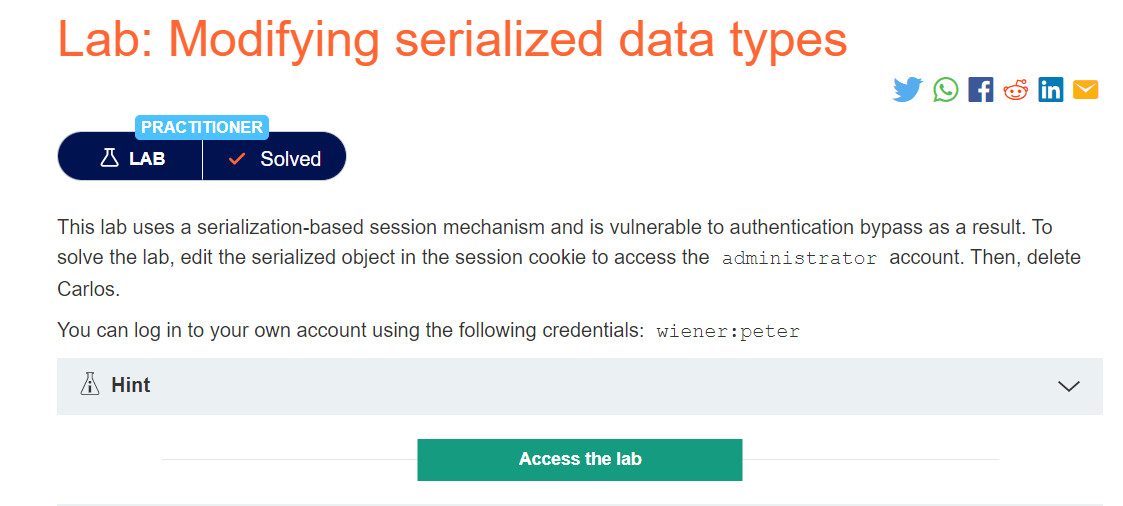 Lab: Modifying serialized data types
PRACTITIONER
LAB
Solved
This lab uses a serialization-based session mechanism and is vulnerable to authentication bypass as a result. To
solve the lab, edit the serialized object in the session cookie to access the administrator account. Then, delete
Carlos.
You can log in to your own account using the following credentials: wiener:peter
Hint
Access the lab